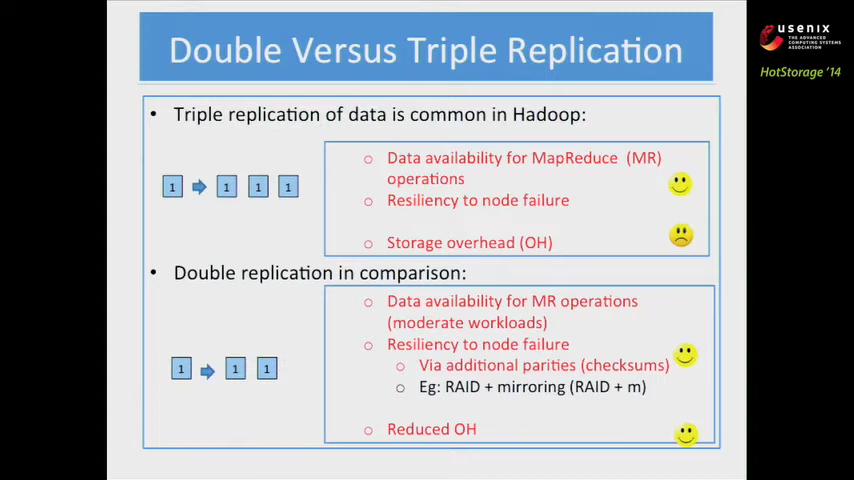 Double Versus Triple Replication
usenix
THE ADVANCED
COMPUTING SYSTEMS
ASSOCIATION
HotStorage '14
• Triple replication of data is common in Hadoop:
1 1 1 1
o Data availability for MapReduce (MR)
operations
o Resiliency to node failure
o Storage overhead (OH)
• Double replication in comparison:
1 1 1
o Data availability for MR operations
(moderate workloads)
o Resiliency to node failure
o Via additional parities (checksums)
o Eg: RAID + mirroring (RAID + m)
o Reduced OH